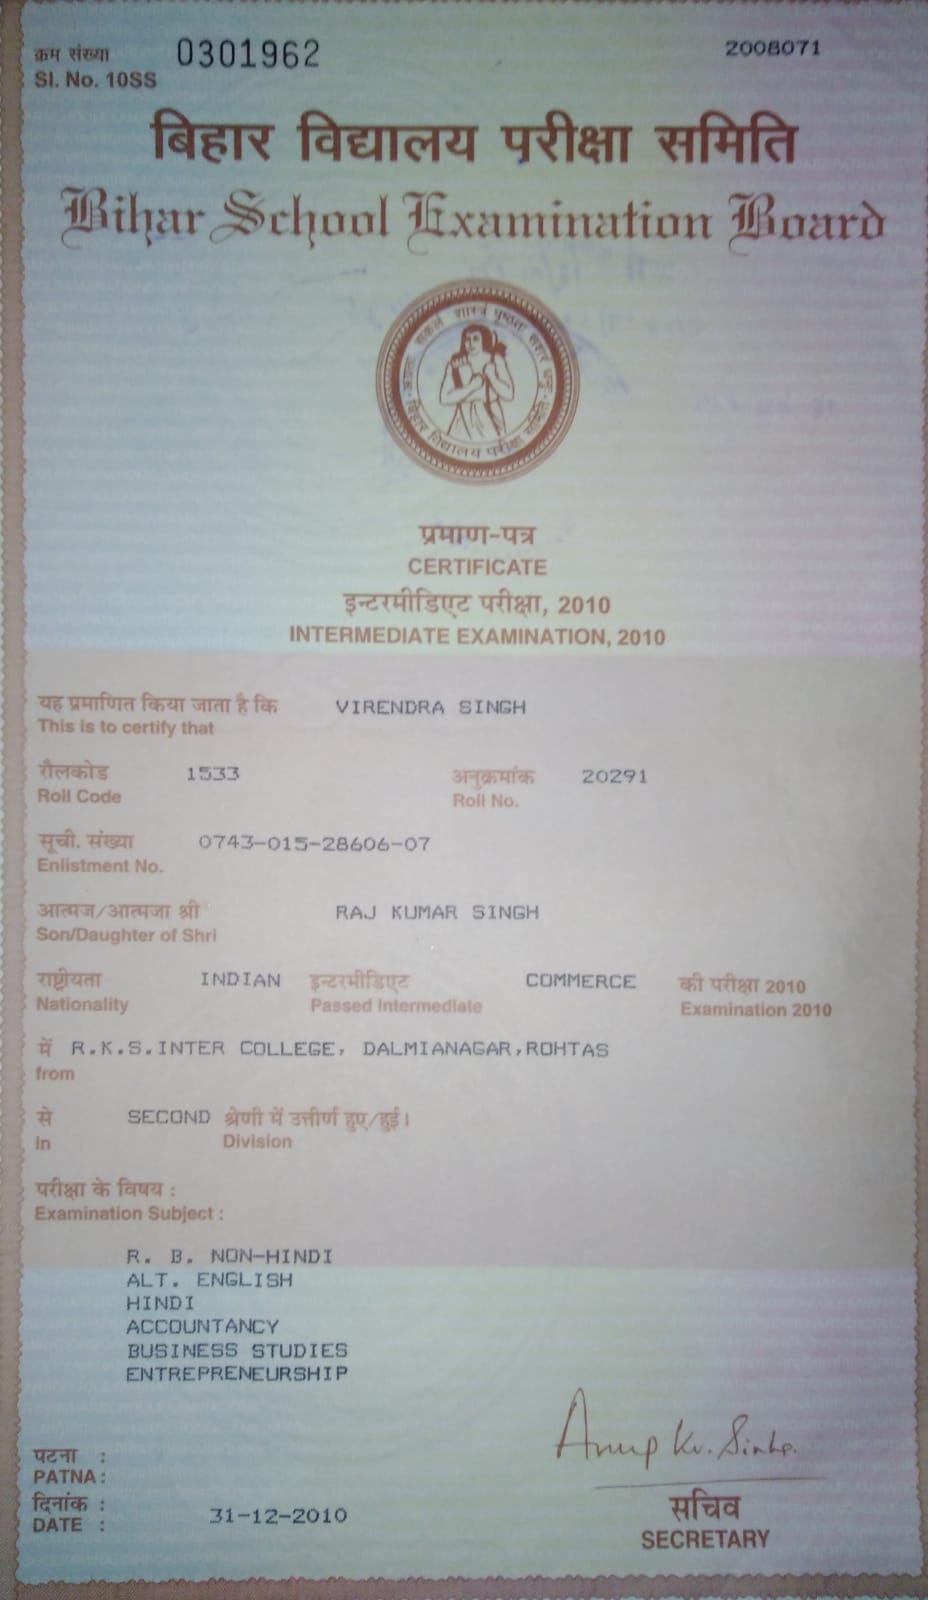 क्रम संख्या 0301962 2008071
Sl. No. 10SS
बिहार विद्यालय परीक्षा समिति
Bihar School Examination Board
बिहार विद्यालय परीक्षा समिति
प्रमाण-पत्र
CERTIFICATE
इन्टरमीडिएट परीक्षा, 2010
INTERMEDIATE EXAMINATION, 2010
यह प्रमाणित किया जाता है कि VIRENDRA SINGH
This is to certify that
रौलकोड 1533 अनुक्रमांक 20291
Roll Code Roll No.
सूची. संख्या 0743-015-28606-07
Enlistment No.
आत्मज/आत्मजा श्री RAJ KUMAR SINGH
Son/Daughter of Shri
राष्ट्रीयता INDIAN इन्टरमीडिएट COMMERCE की परीक्षा 2010
Nationality Passed Intermediate Examination 2010
में R.K.S.INTER COLLEGE, DALMIANAGAR,ROHTAS
from
से SECOND श्रेणी में उत्तीर्ण हुए/हुई।
in Division
परीक्षा के विषय :
Examination Subject :
R. B. NON-HINDI
ALT. ENGLISH
HINDI
ACCOUNTANCY
BUSINESS STUDIES
ENTREPRENEURSHIP
Anup Kr. Sinha.
पटना :
PATNA :
दिनांक : 31-12-2010 सचिव
DATE : SECRETARY